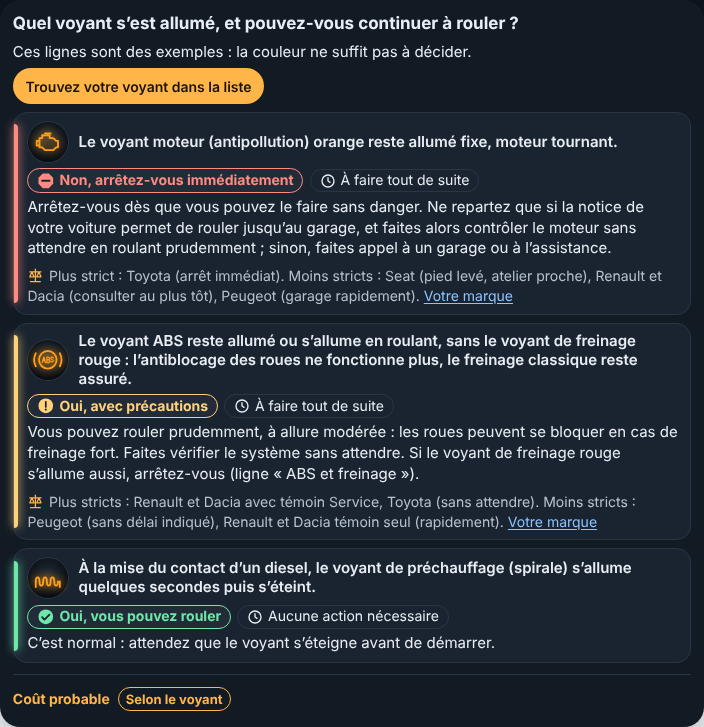 Quel voyant s’est allumé, et pouvez-vous continuer à rouler ?
Ces lignes sont des exemples : la couleur ne suffit pas à décider.
Trouvez votre voyant dans la liste
Le voyant moteur (antipollution) orange reste allumé fixe, moteur tournant.
Non, arrêtez-vous immédiatement
À faire tout de suite
Arrêtez-vous dès que vous pouvez le faire sans danger. Ne repartez que si la notice de
votre voiture permet de rouler jusqu’au garage, et faites alors contrôler le moteur sans
attendre en roulant prudemment ; sinon, faites appel à un garage ou à l’assistance.
Plus strict : Toyota (arrêt immédiat). Moins stricts : Seat (pied levé, atelier proche), Renault et
Dacia (consulter au plus tôt), Peugeot (garage rapidement). Votre marque
ABS
Le voyant ABS reste allumé ou s’allume en roulant, sans le voyant de freinage
rouge : l’antiblocage des roues ne fonctionne plus, le freinage classique reste
assuré.
Oui, avec précautions
À faire tout de suite
Vous pouvez rouler prudemment, à allure modérée : les roues peuvent se bloquer en cas de
freinage fort. Faites vérifier le système sans attendre. Si le voyant de freinage rouge
s’allume aussi, arrêtez-vous (ligne « ABS et freinage »).
Plus stricts : Renault et Dacia avec témoin Service, Toyota (sans attendre). Moins stricts :
Peugeot (sans délai indiqué), Renault et Dacia témoin seul (rapidement). Votre marque
À la mise du contact d’un diesel, le voyant de préchauffage (spirale) s’allume
quelques secondes puis s’éteint.
Oui, vous pouvez rouler
Aucune action nécessaire
C’est normal : attendez que le voyant s’éteigne avant de démarrer.
Coût probable
Selon le voyant